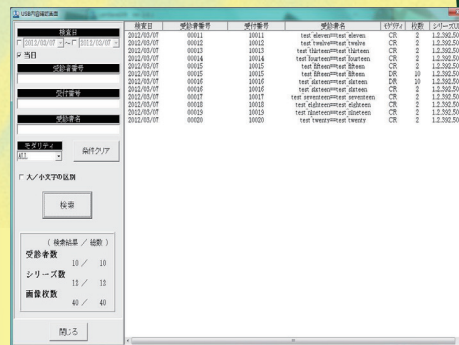 USB内容確認画面
検査日
2012/03/07 ～ 2012/03/07
当日
受診者番号
受付番号
受診者名
モダリティ
ALL
条件クリア
大/小文字の区別
検索
( 検索結果 / 総数 )
受診者数
10 / 10
シリーズ数
12 / 12
画像枚数
40 / 40
閉じる
検査日 受診者番号 受付番号 受診者名 モダリティ 枚数 シリーズUI
2012/03/07 00011 10011 test eleven==test eleven CR 2 1.2.392.50
2012/03/07 00012 10012 test twelve==test twelve CR 2 1.2.392.50
2012/03/07 00013 10013 test thirteen==test thirteen CR 2 1.2.392.50
2012/03/07 00014 10014 test fourteen==test fourteen CR 2 1.2.392.50
2012/03/07 00015 10015 test fifteen==test fifteen CR 2 1.2.392.50
2012/03/07 00015 10015 test fifteen==test fifteen DR 10 1.2.392.50
2012/03/07 00016 10016 test sixteen==test sixteen DR 10 1.2.392.50
2012/03/07 00016 10016 test sixteen==test sixteen CR 2 1.2.392.50
2012/03/07 00017 10017 test seventeen==test seventeen CR 2 1.2.392.50
2012/03/07 00018 10018 test eighteen==test eighteen CR 2 1.2.392.50
2012/03/07 00019 10019 test nineteen==test nineteen CR 2 1.2.392.50
2012/03/07 00020 10020 test twenty==test twenty CR 2 1.2.392.50